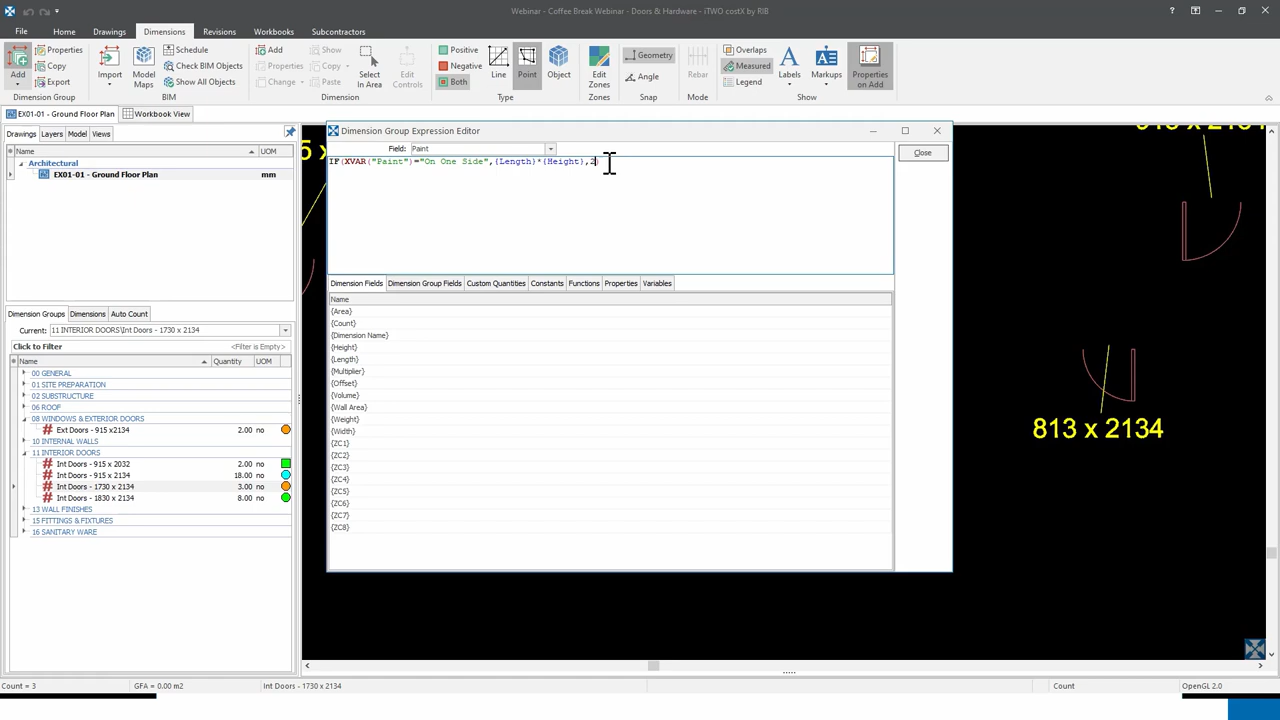 Webinar - Coffee Break Webinar - Doors & Hardware - iTWO costX by RIB
File Home Drawings Dimensions Revisions Workbooks Subcontractors
Add Properties Copy Export Import Model Maps Schedule Check BIM Objects Show All Objects Add Properties Change Show Copy Paste Select In Area Edit Controls Positive Negative Both Line Point Object Edit Zones Geometry Angle Rebar Overlaps Measured Legend Labels Markups Properties on Add
Dimension Group BIM Dimension Type Snap Mode Show
EX01-01 - Ground Floor Plan Workbook View
Drawings Layers Model Views
Name UOM
Architectural
EX01-01 - Ground Floor Plan mm
Dimension Groups Dimensions Auto Count
Current: 11 INTERIOR DOORS\Int Doors - 1730 x 2134
Click to Filter <Filter is Empty>
Name Quantity UOM
00 GENERAL
01 SITE PREPARATION
02 SUBSTRUCTURE
06 ROOF
08 WINDOWS & EXTERIOR DOORS
Ext Doors - 915 x2134 2.00 no
10 INTERNAL WALLS
11 INTERIOR DOORS
Int Doors - 915 x 2032 2.00 no
Int Doors - 915 x 2134 18.00 no
Int Doors - 1730 x 2134 3.00 no
Int Doors - 1830 x 2134 8.00 no
13 WALL FINISHES
15 FITTINGS & FIXTURES
16 SANITARY WARE
Dimension Group Expression Editor
Field: Paint
Close
IF(XVAR("Paint")="On One Side",{Length}*{Height},2)
Dimension Fields Dimension Group Fields Custom Quantities Constants Functions Properties Variables
Name
{Area}
{Count}
{Dimension Name}
{Height}
{Length}
{Multiplier}
{Offset}
{Volume}
{Wall Area}
{Weight}
{Width}
{ZC1}
{ZC2}
{ZC3}
{ZC4}
{ZC5}
{ZC6}
{ZC7}
{ZC8}
813 x 2134
Count = 3 GFA = 0.00 m2 Int Doors - 1730 x 2134 Count OpenGL 2.0